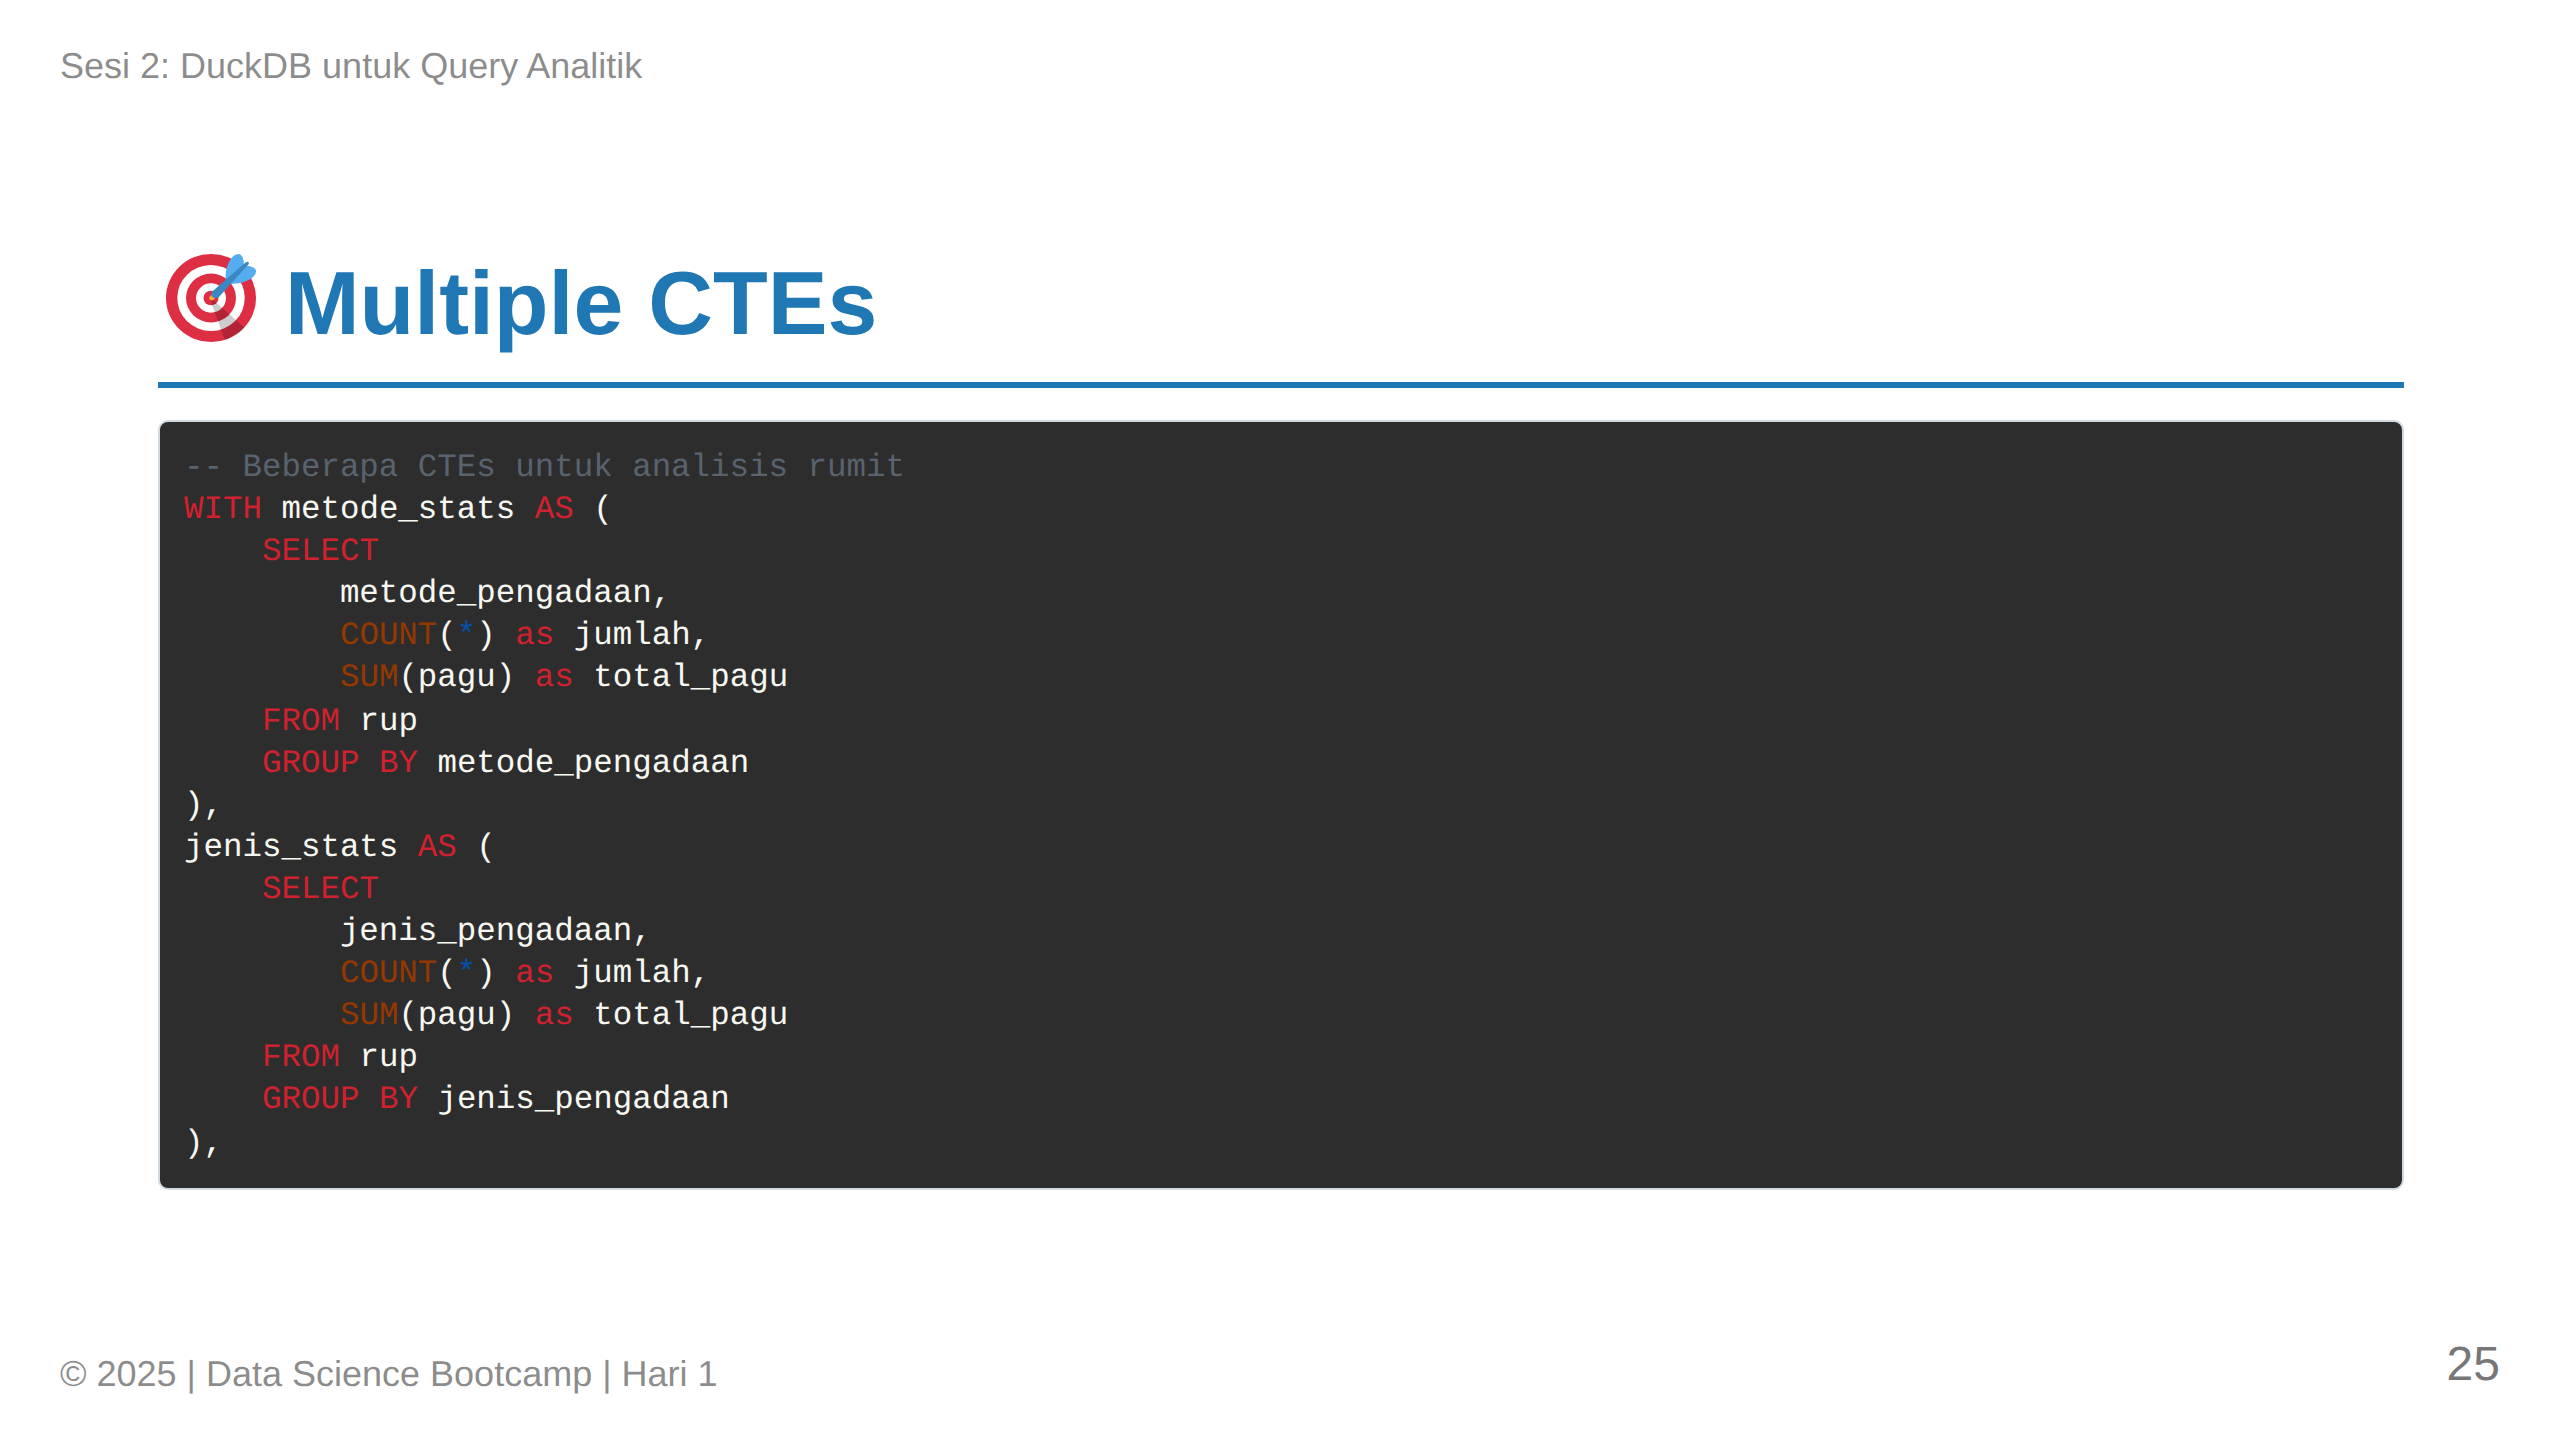 Sesi 2: DuckDB untuk Query Analitik
Multiple CTEs
-- Beberapa CTEs untuk analisis rumit
WITH metode_stats AS (
    SELECT
        metode_pengadaan,
        COUNT(*) as jumlah,
        SUM(pagu) as total_pagu
    FROM rup
    GROUP BY metode_pengadaan
),
jenis_stats AS (
    SELECT
        jenis_pengadaan,
        COUNT(*) as jumlah,
        SUM(pagu) as total_pagu
    FROM rup
    GROUP BY jenis_pengadaan
),
© 2025 | Data Science Bootcamp | Hari 1
25